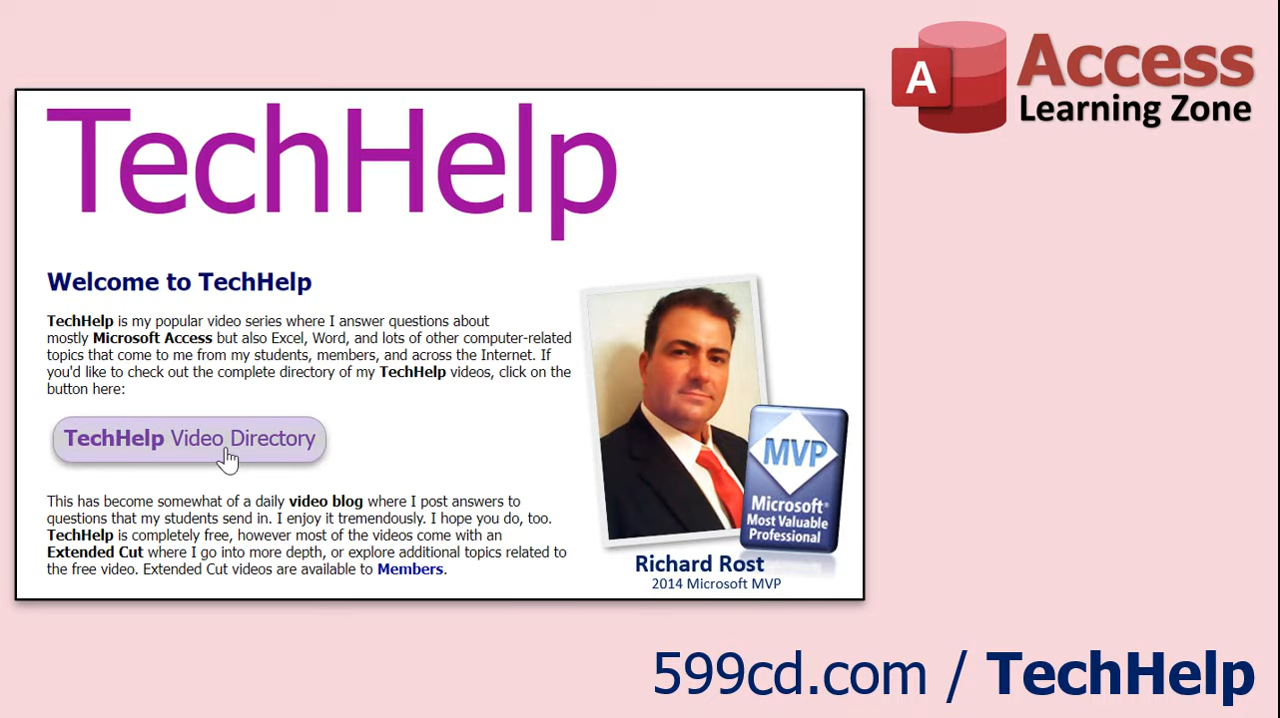 A
Access
Learning Zone
TechHelp
Welcome to TechHelp
TechHelp is my popular video series where I answer questions about
mostly Microsoft Access but also Excel, Word, and lots of other computer-related
topics that come to me from my students, members, and across the Internet. If
you'd like to check out the complete directory of my TechHelp videos, click on the
button here:
TechHelp Video Directory
This has become somewhat of a daily video blog where I post answers to
questions that my students send in. I enjoy it tremendously. I hope you do, too.
TechHelp is completely free, however most of the videos come with an
Extended Cut where I go into more depth, or explore additional topics related to
the free video. Extended Cut videos are available to Members.
MVP
Microsoft®
Most Valuable
Professional
Richard Rost
2014 Microsoft MVP
599cd.com / TechHelp